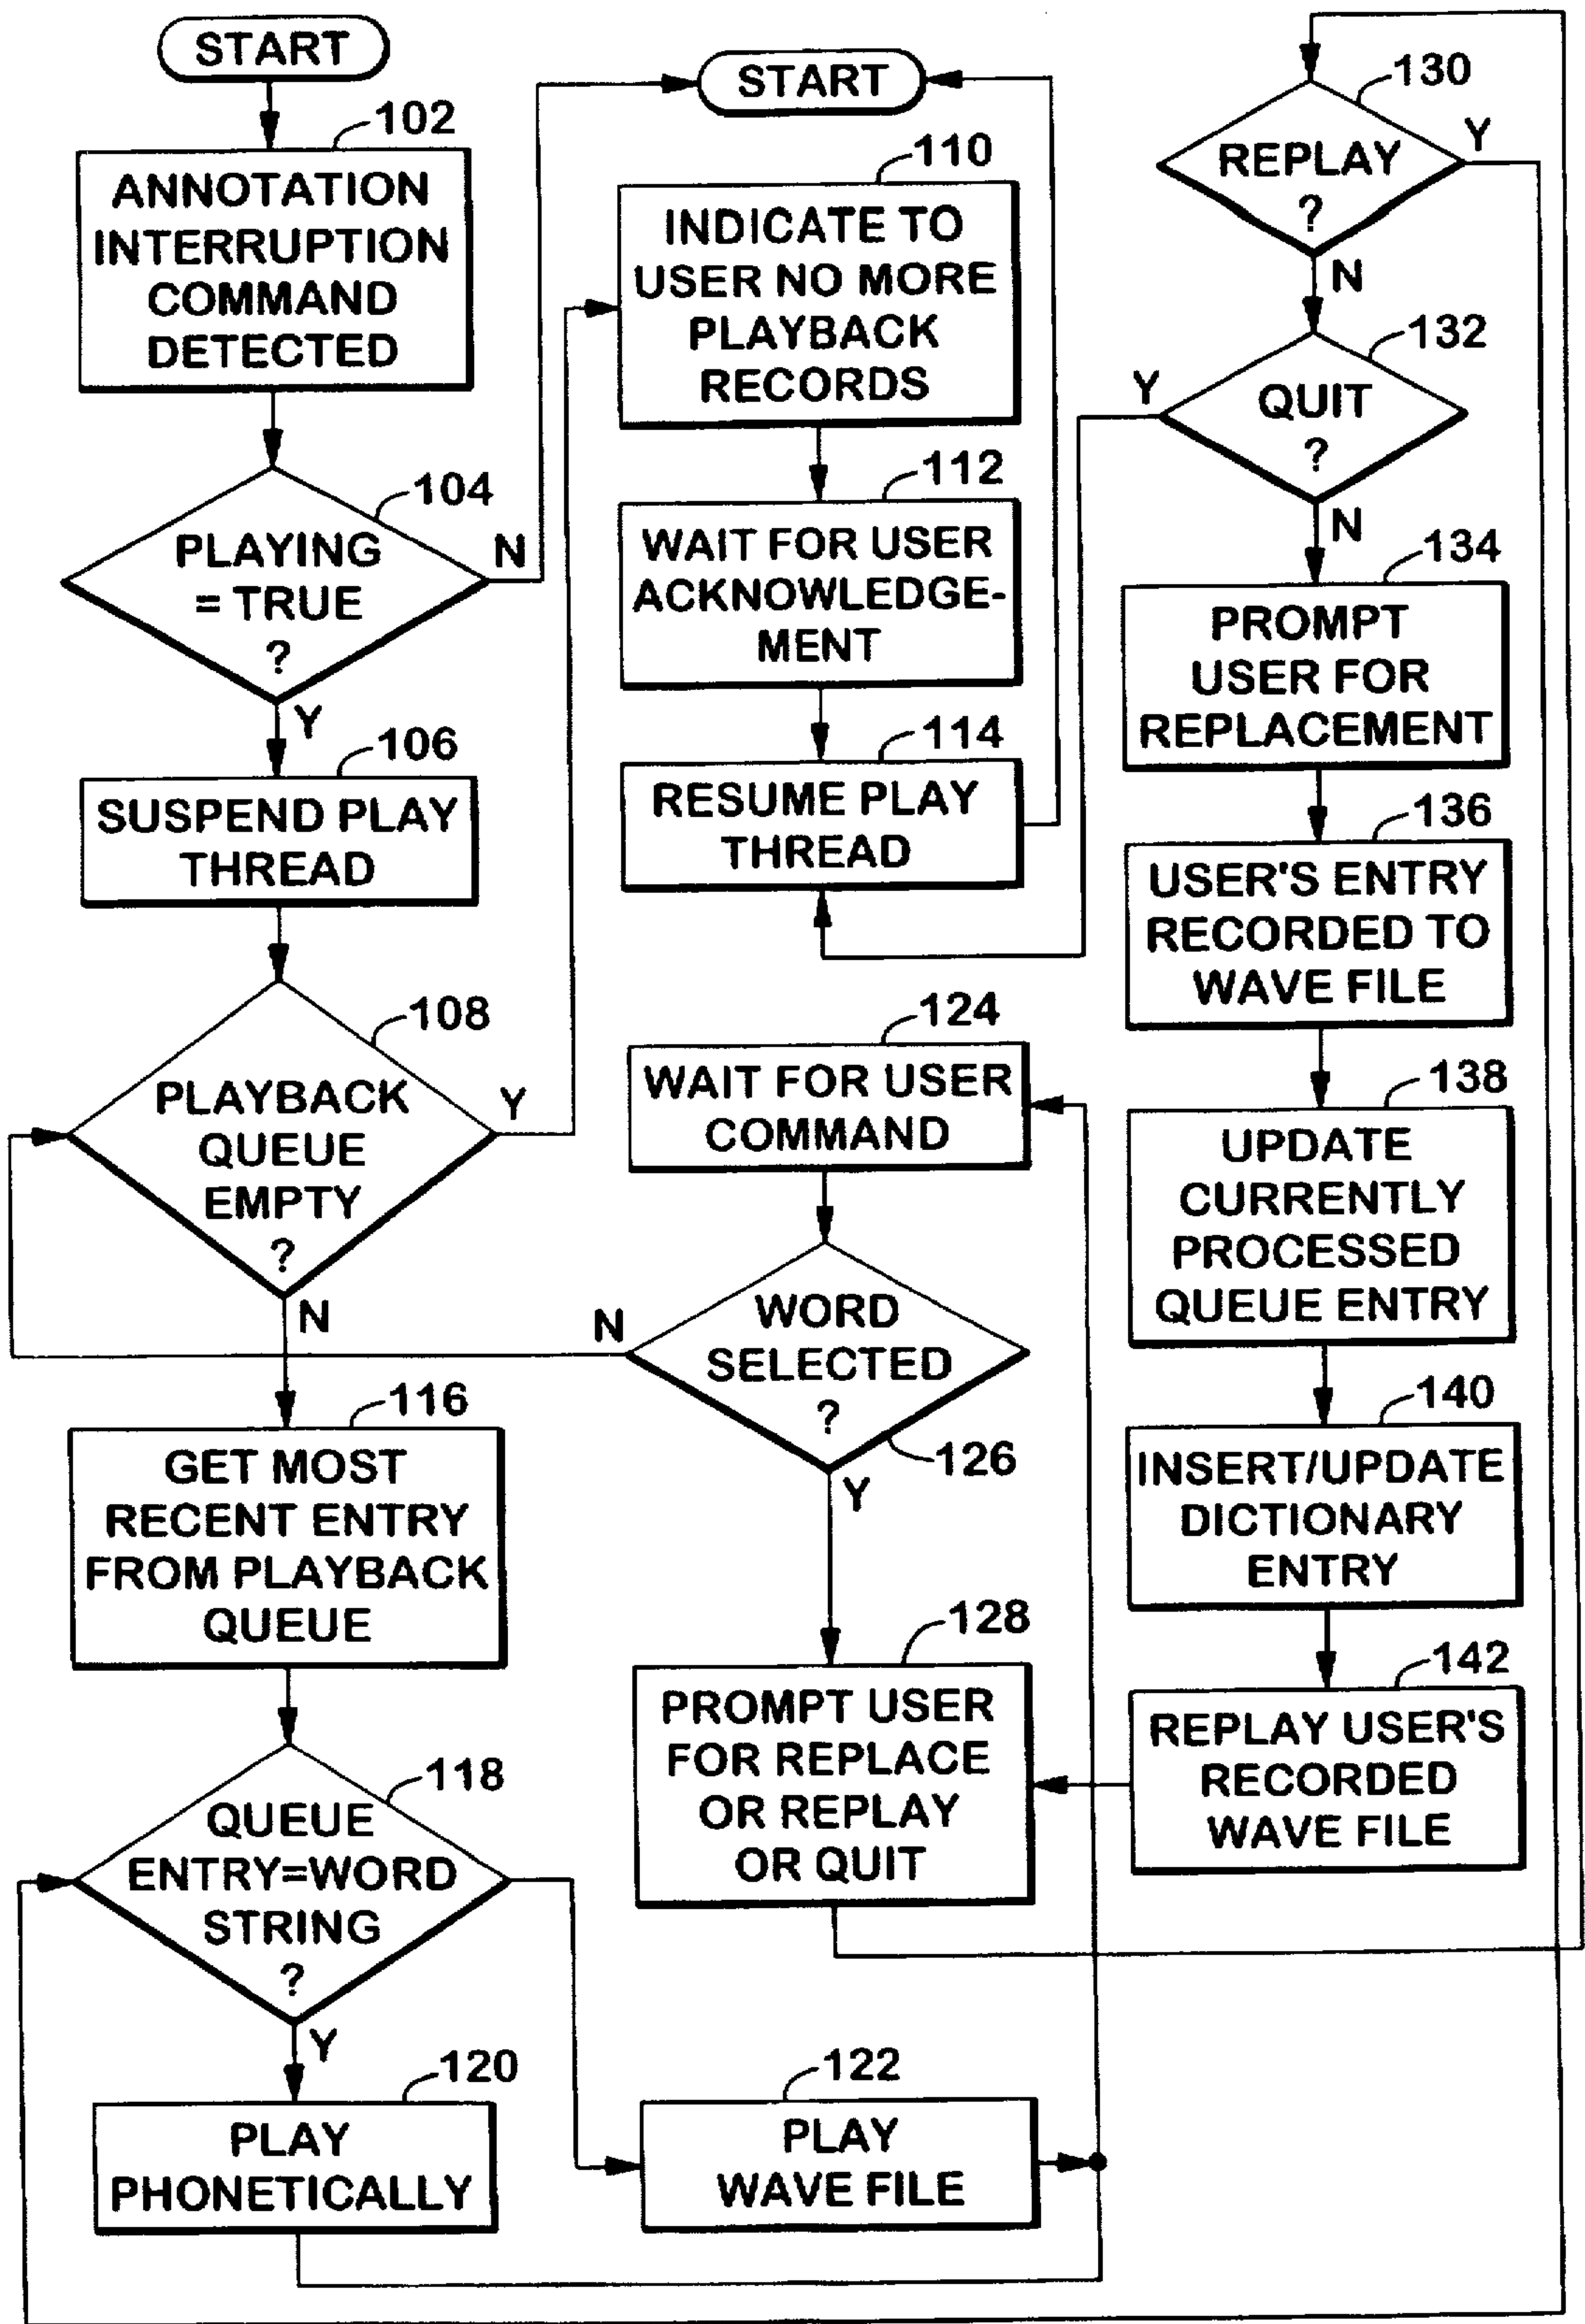 START
102
ANNOTATION
INTERRUPTION
COMMAND
DETECTED
104
PLAYING
= TRUE
?
N
Y
106
SUSPEND PLAY
THREAD
108
PLAYBACK
QUEUE
EMPTY
?
Y
N
116
GET MOST
RECENT ENTRY
FROM PLAYBACK
QUEUE
118
QUEUE
ENTRY=WORD
STRING
?
Y
120
PLAY
PHONETICALLY
START
110
INDICATE TO
USER NO MORE
PLAYBACK
RECORDS
112
WAIT FOR USER
ACKNOWLEDGE-
MENT
114
RESUME PLAY
THREAD
124
WAIT FOR USER
COMMAND
N
WORD
SELECTED
?
126
Y
128
PROMPT USER
FOR REPLACE
OR REPLAY
OR QUIT
122
PLAY
WAVE FILE
130
REPLAY
?
Y
N
132
Y
QUIT
?
N
134
PROMPT
USER FOR
REPLACEMENT
136
USER'S ENTRY
RECORDED TO
WAVE FILE
138
UPDATE
CURRENTLY
PROCESSED
QUEUE ENTRY
140
INSERT/UPDATE
DICTIONARY
ENTRY
142
REPLAY USER'S
RECORDED
WAVE FILE